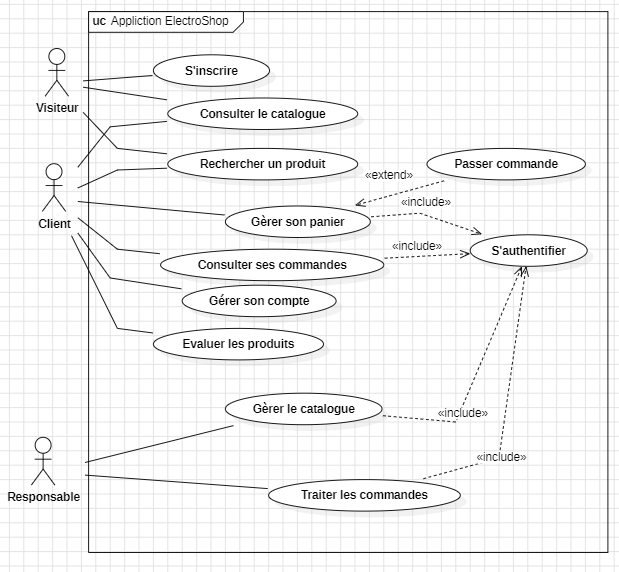 uc Appliction ElectroShop
S'inscrire
Visiteur
Consulter le catalogue
Rechercher un produit
Passer commande
«extend»
Client
Gèrer son panier
«include»
S'authentifier
«include»
Consulter ses commandes
Gérer son compte
Evaluer les produits
Gèrer le catalogue
«include»
«include»
Responsable
Traiter les commandes